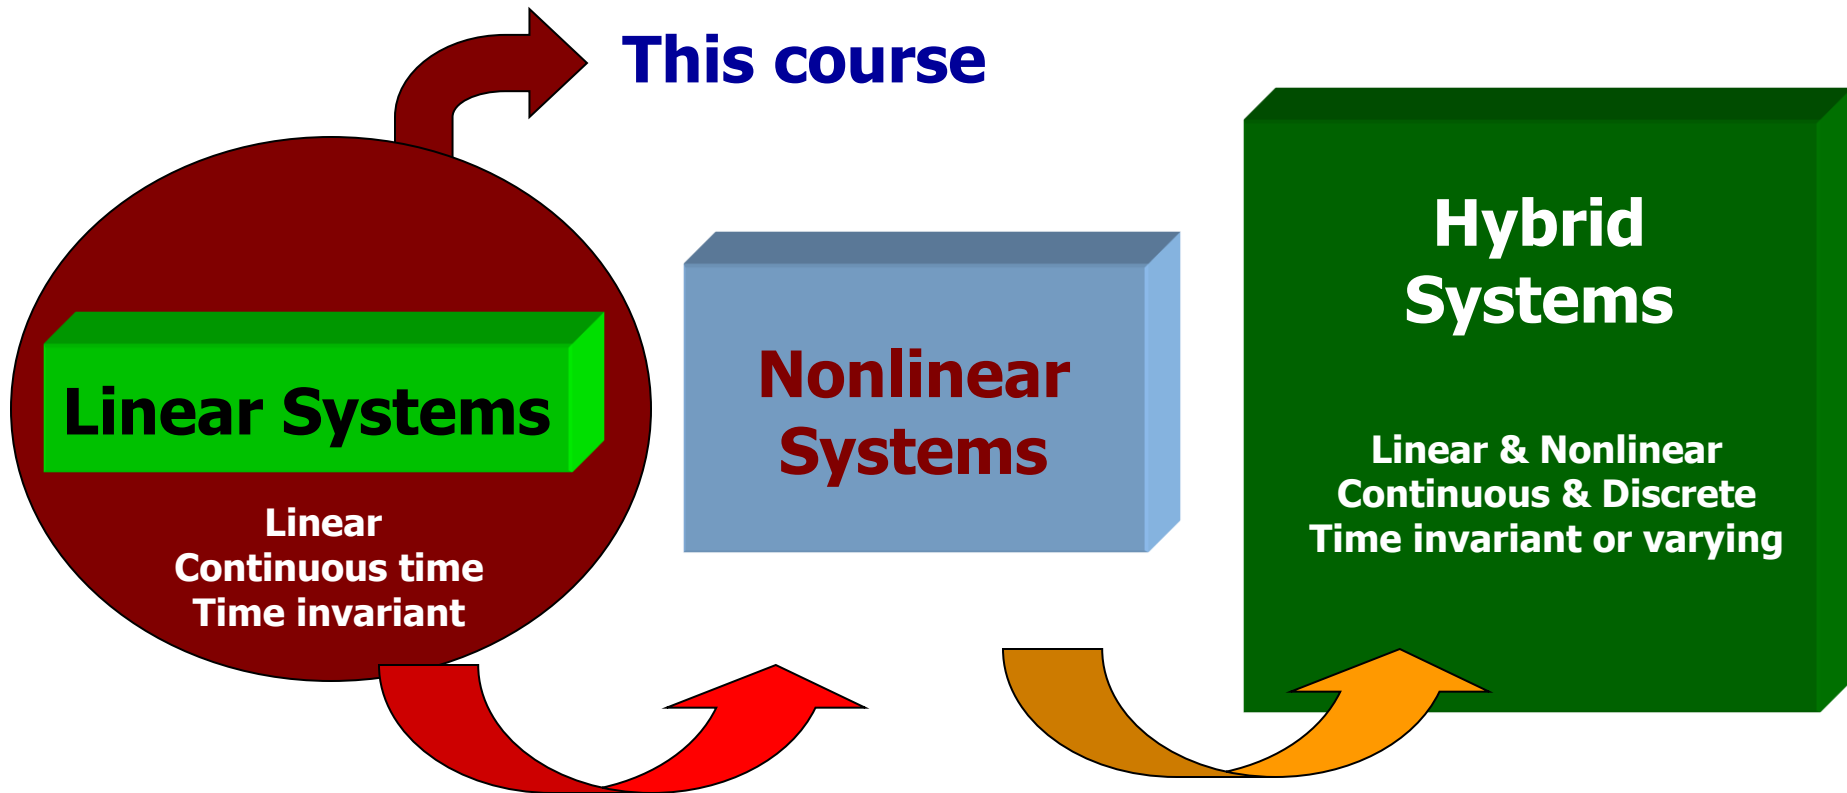 This course
Linear Systems
Linear
Continuous time
Time invariant
Nonlinear
Systems
Hybrid
Systems
Linear & Nonlinear
Continuous & Discrete
Time invariant or varying